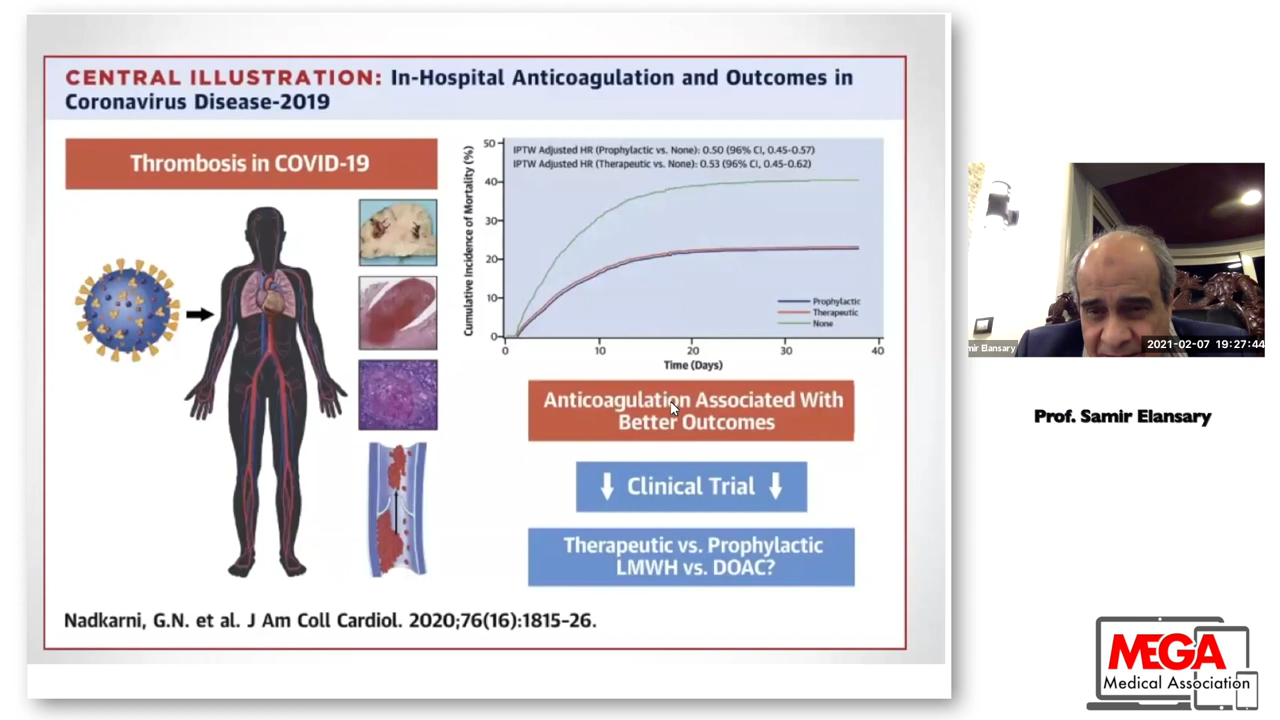 CENTRAL ILLUSTRATION: In-Hospital Anticoagulation and Outcomes in
Coronavirus Disease-2019
Thrombosis in COVID-19
IPTW Adjusted HR (Prophylactic vs. None): 0.50 (96% CI, 0.45-0.57)
IPTW Adjusted HR (Therapeutic vs. None): 0.53 (96% CI, 0.45-0.62)
Cumulative Incidence of Mortality (%)
50
40
30
20
10
0
Prophylactic
Therapeutic
None
0 10 20 30 40
Time (Days)
Anticoagulation Associated With
Better Outcomes
Clinical Trial
Therapeutic vs. Prophylactic
LMWH vs. DOAC?
Nadkarni, G.N. et al. J Am Coll Cardiol. 2020;76(16):1815-26.
mir Elansary
2021-02-07 19:27:44
Prof. Samir Elansary
MEGA
Medical Association